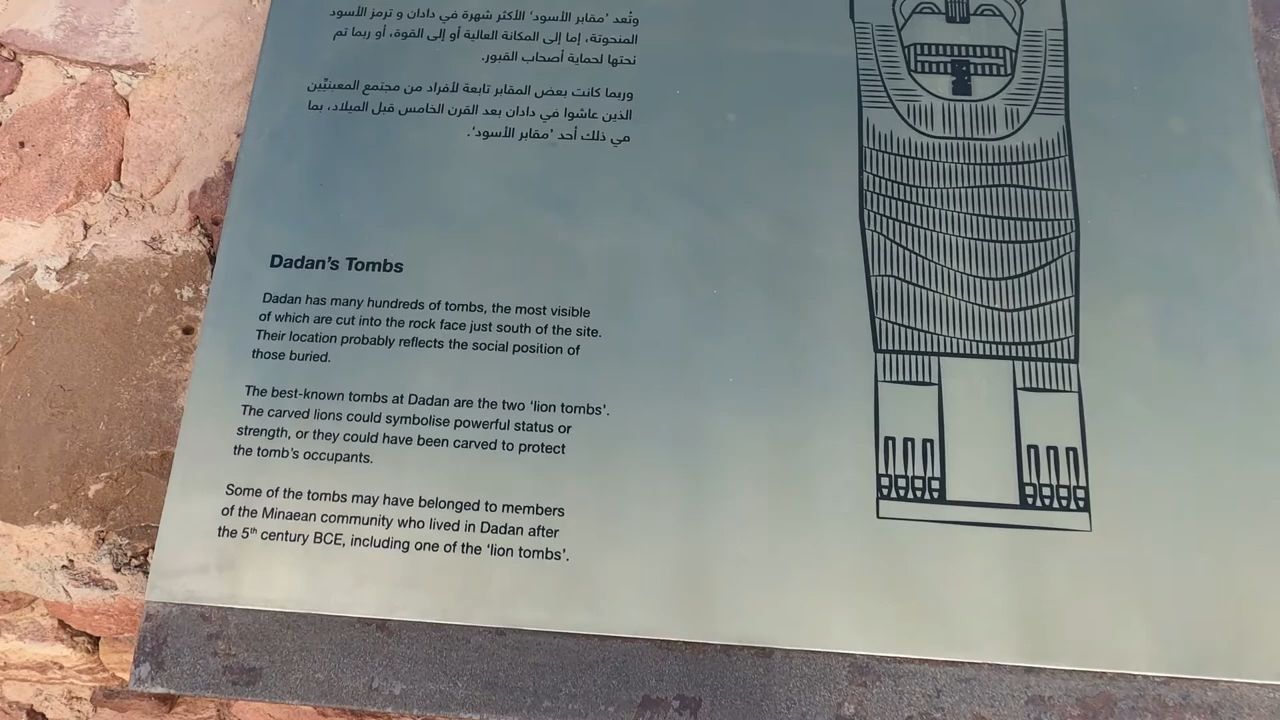 وتُعد ’مقابر الأسود‘ الأكثر شهرة في دادان و ترمز الأسود
المنحوتة، إما إلى المكانة العالية أو إلى القوة، أو ربما تم
نحتها لحماية أصحاب القبور.
وربما كانت بعض المقابر تابعة لأفراد من مجتمع المعينيِّين
الذين عاشوا في دادان بعد القرن الخامس قبل الميلاد، بما
في ذلك أحد ’مقابر الأسود‘.
Dadan’s Tombs
Dadan has many hundreds of tombs, the most visible
of which are cut into the rock face just south of the site.
Their location probably reflects the social position of
those buried.
The best-known tombs at Dadan are the two ‘lion tombs’.
The carved lions could symbolise powerful status or
strength, or they could have been carved to protect
the tomb’s occupants.
Some of the tombs may have belonged to members
of the Minaean community who lived in Dadan after
the 5th century BCE, including one of the ‘lion tombs’.